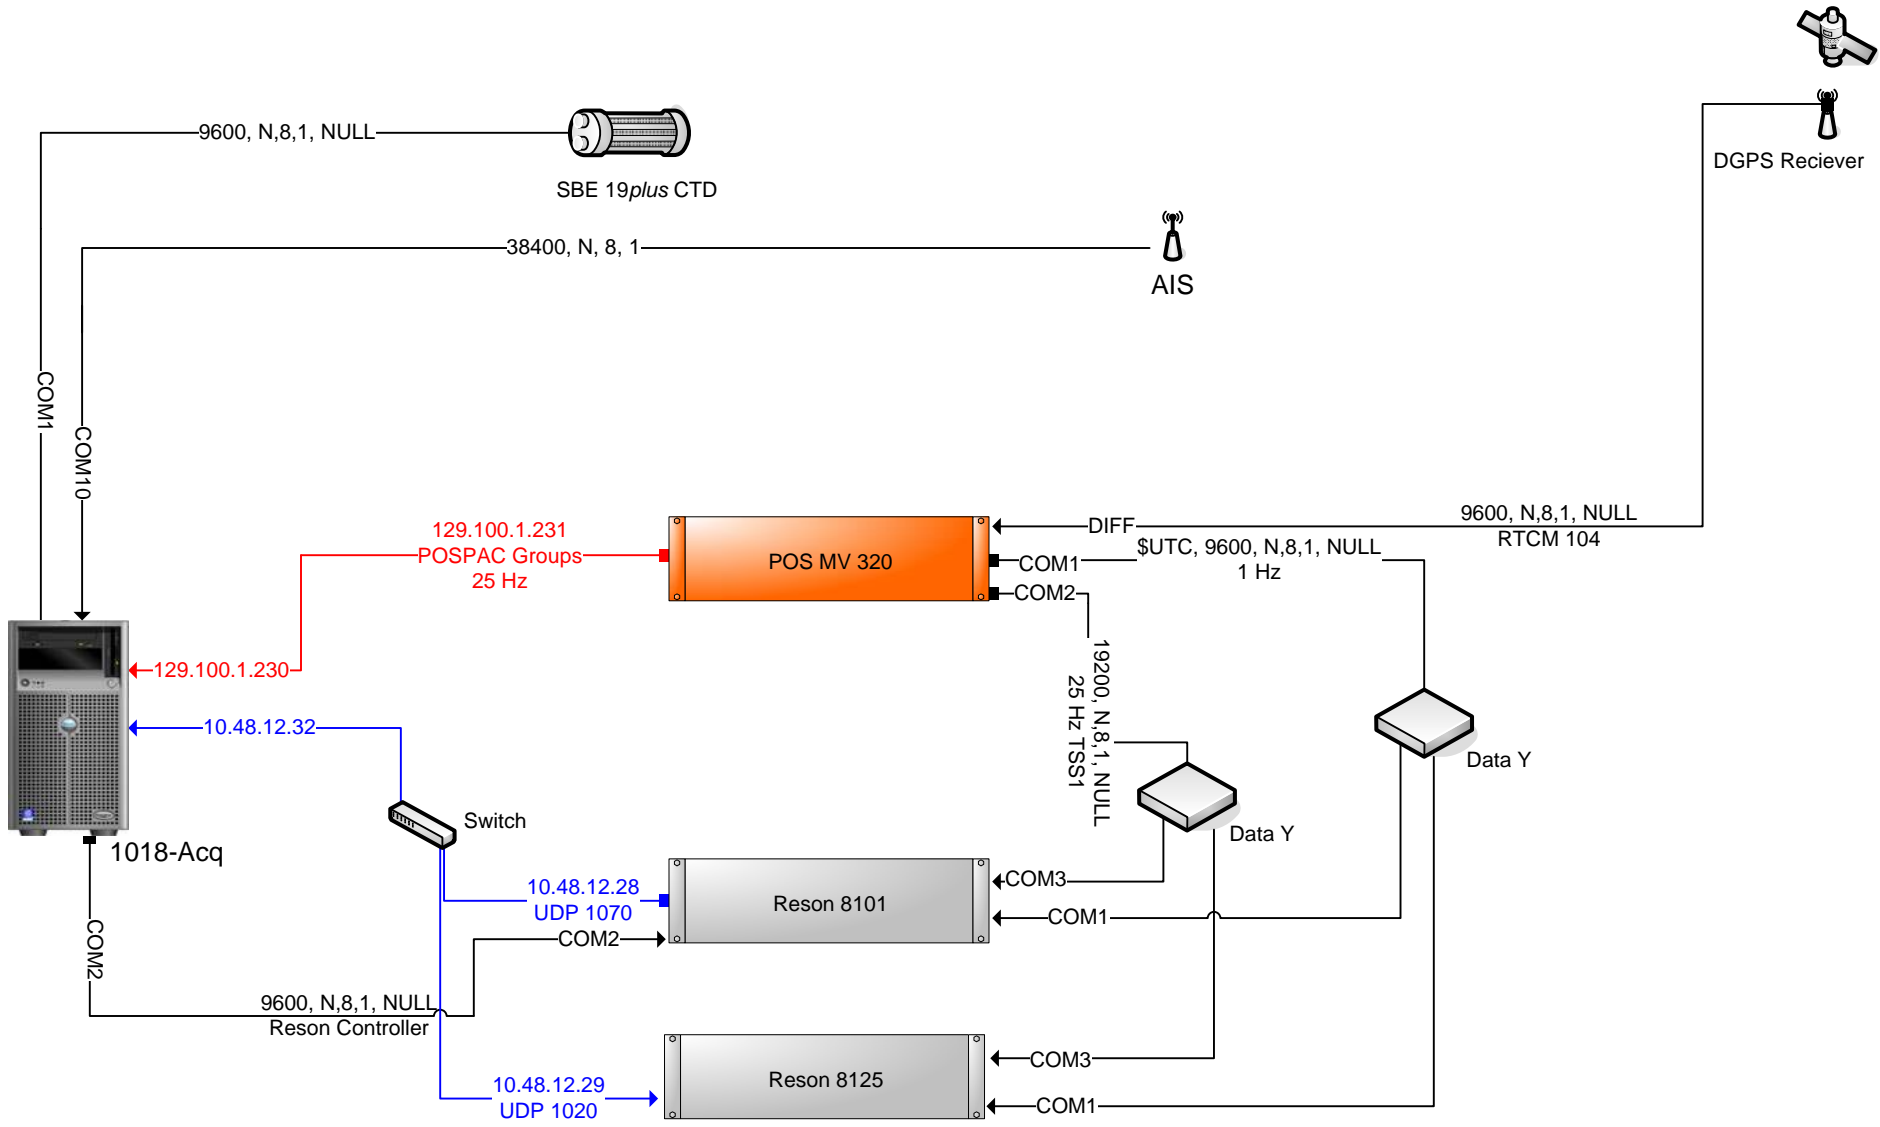 9600, N,8,1, NULL
SBE 19plus CTD
DGPS Reciever
38400, N, 8, 1
AIS
COM1
COM10
129.100.1.231
POSPAC Groups
25 Hz
POS MV 320
DIFF
9600, N,8,1, NULL
RTCM 104
COM1
$UTC, 9600, N,8,1, NULL
1 Hz
COM2
19200, N,8,1, NULL
25 Hz TSS1
129.100.1.230
10.48.12.32
Data Y
Switch
Data Y
1018-Acq
10.48.12.28
UDP 1070
Reson 8101
COM3
COM1
COM2
COM2
9600, N,8,1, NULL
Reson Controller
10.48.12.29
UDP 1020
Reson 8125
COM3
COM1